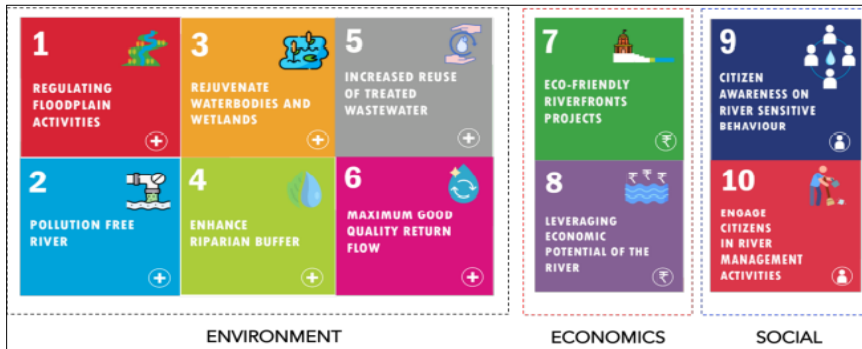 1
REGULATING
FLOODPLAIN
ACTIVITIES
2
POLLUTION FREE
RIVER
3
REJUVENATE
WATERBODIES AND
WETLANDS
4
ENHANCE
RIPARIAN BUFFER
5
INCREASED REUSE
OF TREATED
WASTEWATER
6
MAXIMUM GOOD
QUALITY RETURN
FLOW
ENVIRONMENT
7
ECO-FRIENDLY
RIVERFRONTS
PROJECTS
₹
8
₹ ₹ ₹
LEVERAGING
ECONOMIC
POTENTIAL OF THE
RIVER
₹
ECONOMICS
9
CITIZEN
AWARENESS ON
RIVER SENSITIVE
BEHAVIOUR
10
ENGAGE
CITIZENS
IN RIVER
MANAGEMENT
ACTIVITIES
SOCIAL